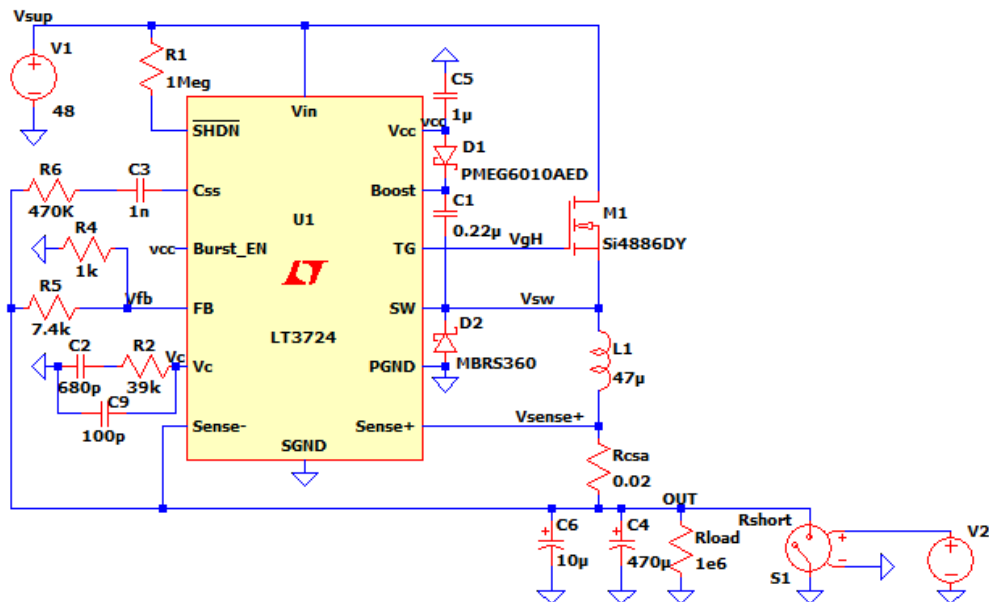 Vsup
V1
48
R1
1Meg
C5
1µ
vcc
D1
PMEG6010AED
C1
0.22µ
M1
Si4886DY
VgH
Vsw
D2
MBRS360
L1
47µ
Vsense+
Rcsa
0.02
R6
470K
C3
1n
R4
1k
vcc
R5
7.4k
Vfb
C2
680p
R2
39k
Vc
C9
100p
Vin
SHDN
Vcc
Css
Boost
U1
Burst_EN
TG
FB
SW
LT3724
Vc
PGND
Sense-
Sense+
SGND
OUT
C6
10µ
C4
470µ
Rload
1e6
Rshort
+
−
S1
V2